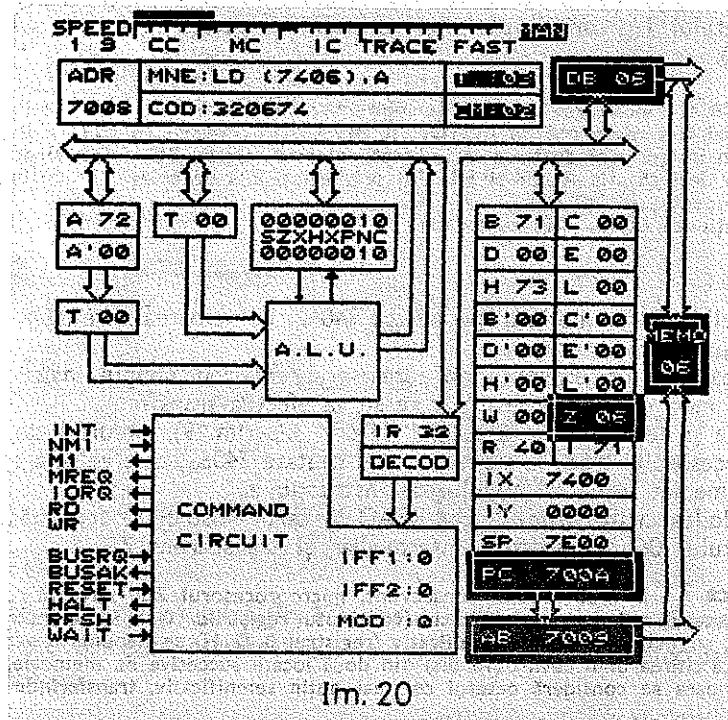 SPEED
MAN
1 9 CC MC IC TRACE FAST
ADR MNE:LD (7406),A
DB 06
7008 COD:320674
A 72
T 00
00000010
B 71 C 00
A'00
SZXHXPNC
00000010
D 00 E 00
H 73 L 00
T 00
B'00 C'00
MEMO
A.L.U.
D'00 E'00
06
H'00 L'00
INT
IR 32
W 00 Z 06
NMI
DECOD
R 40 I 71
M1
MREQ
IX 7400
IORQ
RD
COMMAND
IY 0000
WR
CIRCUIT
SP 7E00
BUSRQ
IFF1:0
PC 700A
BUSAK
RESET
IFF2:0
HALT
RFSH
MOD :0
AB 7009
WAIT
Im. 20